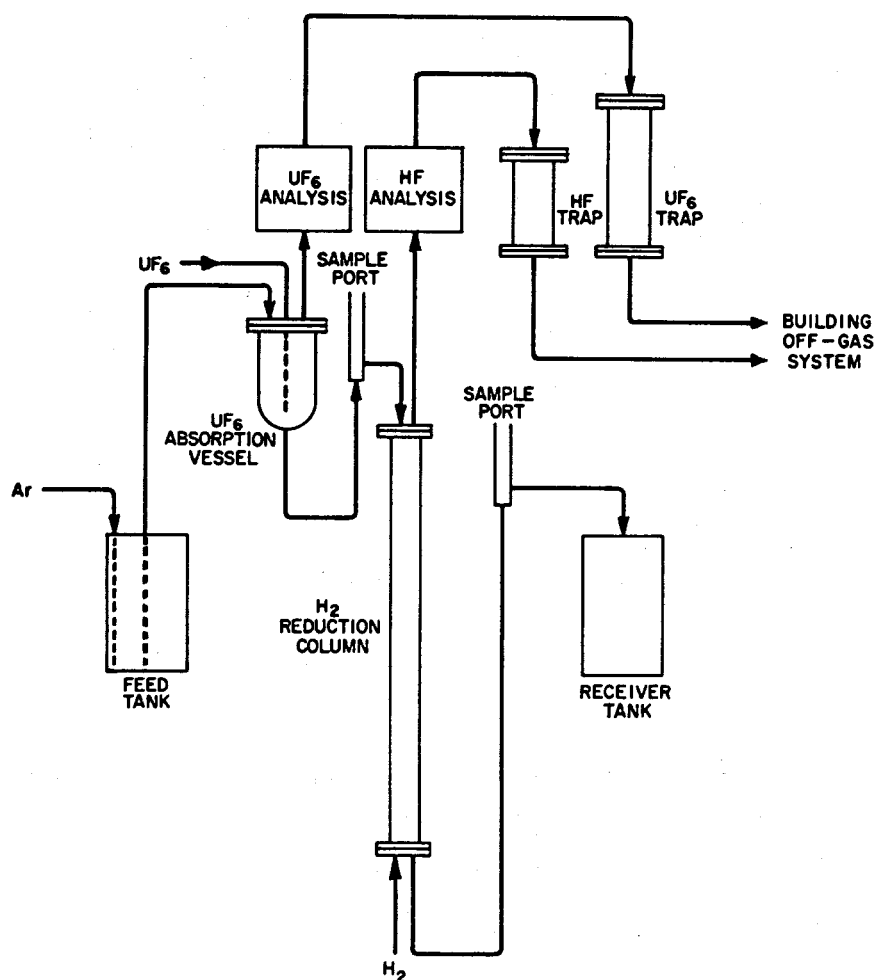 UF₆
ANALYSIS
HF
ANALYSIS
HF
TRAP
UF₆
TRAP
UF₆
SAMPLE
PORT
BUILDING
OFF-GAS
SYSTEM
UF₆
ABSORPTION
VESSEL
SAMPLE
PORT
Ar
H₂
REDUCTION
COLUMN
FEED
TANK
RECEIVER
TANK
H₂